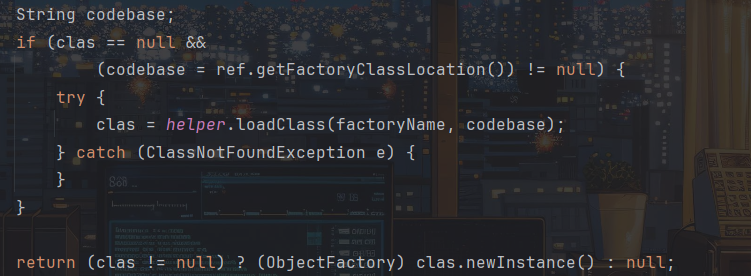 String codebase;
if (clas == null &&
        (codebase = ref.getFactoryClassLocation()) != null) {
    try {
        clas = helper.loadClass(factoryName, codebase);
    } catch (ClassNotFoundException e) {
    }
}
return (clas != null) ? (ObjectFactory) clas.newInstance() : null;